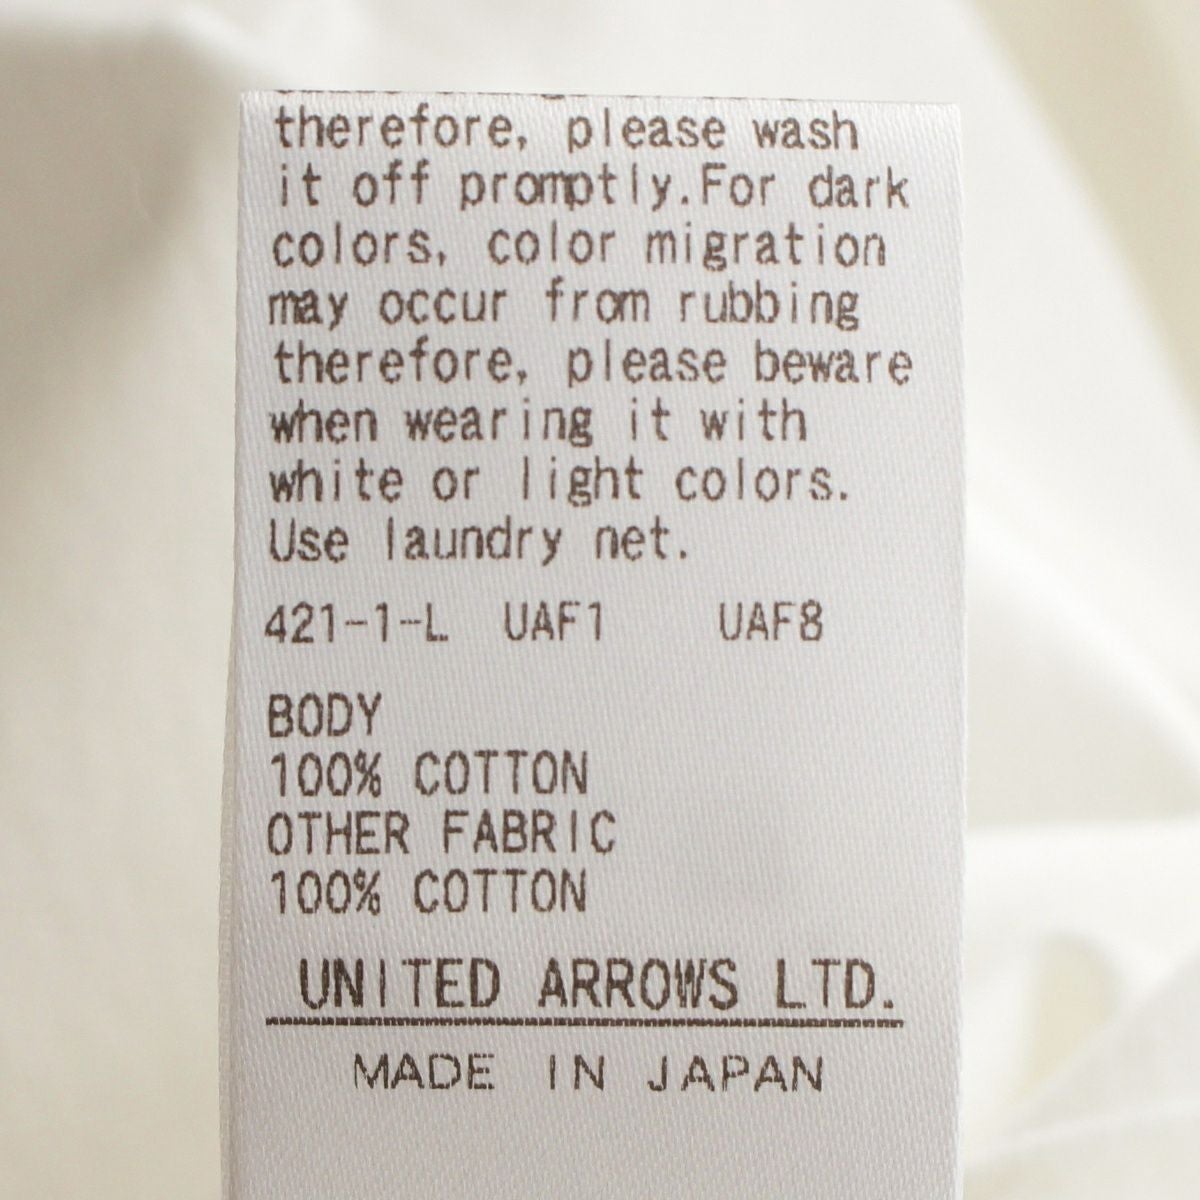 therefore, please wash
it off promptly.For dark
colors, color migration
may occur from rubbing
therefore, please beware
when wearing it with
white or light colors.
Use laundry net.
421-1-L UAF1 UAF8
BODY
100% COTTON
OTHER FABRIC
100% COTTON
UNITED ARROWS LTD.
MADE IN JAPAN